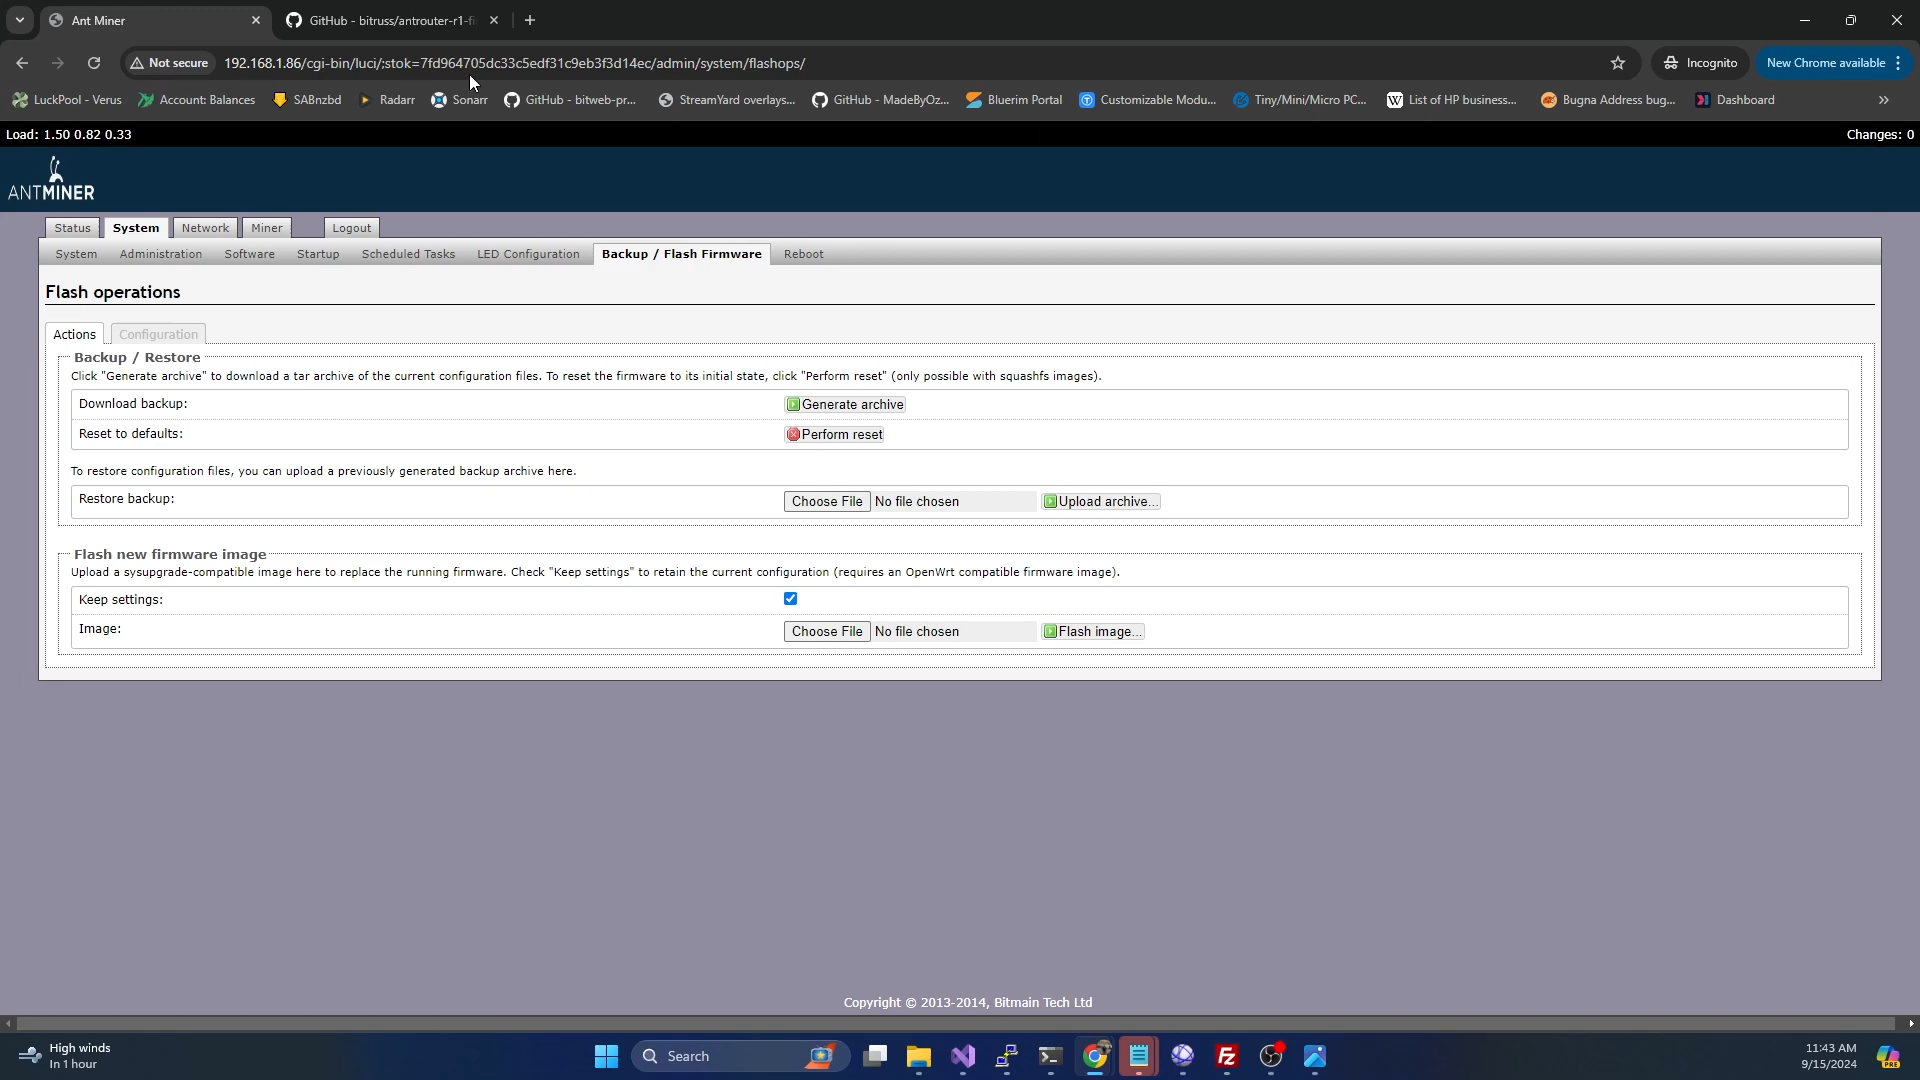 Ant Miner
GitHub - bitruss/antrouter-r1-fi
Not secure
192.168.1.86/cgi-bin/luci/;stok=7fd964705dc33c5edf31c9eb3f3d14ec/admin/system/flashops/
Incognito
New Chrome available
LuckPool - Verus
Account: Balances
SABnzbd
Radarr
Sonarr
GitHub - bitweb-pr...
StreamYard overlays...
GitHub - MadeByOz...
Bluerim Portal
Customizable Modu...
Tiny/Mini/Micro PC...
List of HP business...
Bugna Address bug...
Dashboard
Load: 1.50 0.82 0.33
Changes: 0
ANTMINER
Status
System
Network
Miner
Logout
System
Administration
Software
Startup
Scheduled Tasks
LED Configuration
Backup / Flash Firmware
Reboot
Flash operations
Actions
Configuration
Backup / Restore
Click "Generate archive" to download a tar archive of the current configuration files. To reset the firmware to its initial state, click "Perform reset" (only possible with squashfs images).
Download backup:
Generate archive
Reset to defaults:
Perform reset
To restore configuration files, you can upload a previously generated backup archive here.
Restore backup:
Choose File
No file chosen
Upload archive...
Flash new firmware image
Upload a sysupgrade-compatible image here to replace the running firmware. Check "Keep settings" to retain the current configuration (requires an OpenWrt compatible firmware image).
Keep settings:
Image:
Choose File
No file chosen
Flash image...
Copyright © 2013-2014, Bitmain Tech Ltd
High winds
In 1 hour
Search
11:43 AM
9/15/2024
PRE